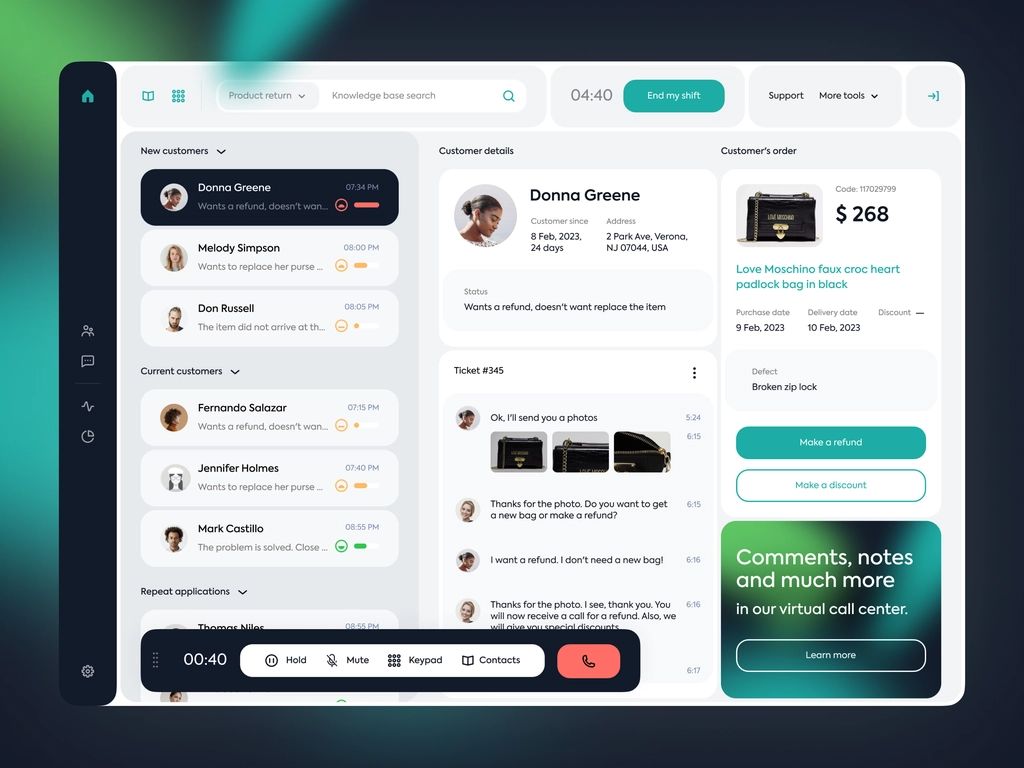 Product return
Knowledge base search
04:40
End my shift
Support
More tools
New customers
Donna Greene
07:34 PM
Wants a refund, doesn't wan...
Melody Simpson
08:00 PM
Wants to replace her purse ...
Don Russell
08:05 PM
The item did not arrive at th...
Current customers
Fernando Salazar
07:15 PM
Wants a refund, doesn't wan...
Jennifer Holmes
07:40 PM
Wants to replace her purse ...
Mark Castillo
08:55 PM
The problem is solved. Close ...
Repeat applications
Thomas Niles
08:55 PM
Customer details
Donna Greene
Customer since
8 Feb, 2023,
24 days
Address
2 Park Ave, Verona,
NJ 07044, USA
Status
Wants a refund, doesn't want replace the item
Ticket #345
Ok, I'll send you a photos
5:24
6:15
Thanks for the photo. Do you want to get
a new bag or make a refund?
6:15
I want a refund. I don't need a new bag!
6:16
Thanks for the photo. I see, thank you. You
will now receive a call for a refund. Also, we
will give you special discounts
6:16
6:17
Customer's order
LOVE MOSCHINO
Code: 117029799
$ 268
Love Moschino faux croc heart
padlock bag in black
Purchase date
9 Feb, 2023
Delivery date
10 Feb, 2023
Discount —
Defect
Broken zip lock
Make a refund
Make a discount
Comments, notes
and much more
in our virtual call center.
Learn more
00:40
Hold
Mute
Keypad
Contacts